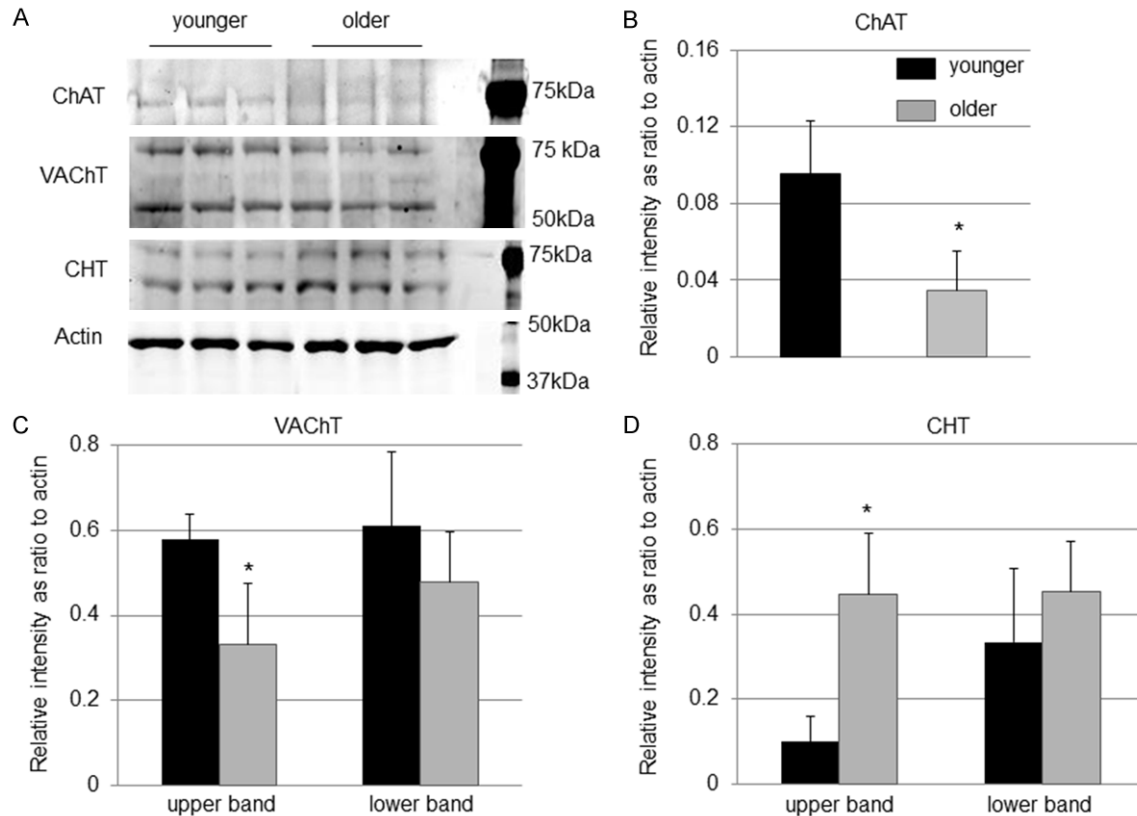 A
younger older
ChAT
75kDa
VAChT
75 kDa
50kDa
CHT
75kDa
Actin
50kDa
37kDa
B
ChAT
Relative intensity as ratio to actin
0.16
0.12
0.08
0.04
0
younger
older
*
C
VAChT
Relative intensity as ratio to actin
0.8
0.6
0.4
0.2
0
*
upper band lower band
D
CHT
Relative intensity as ratio to actin
0.8
0.6
0.4
0.2
0
*
upper band lower band